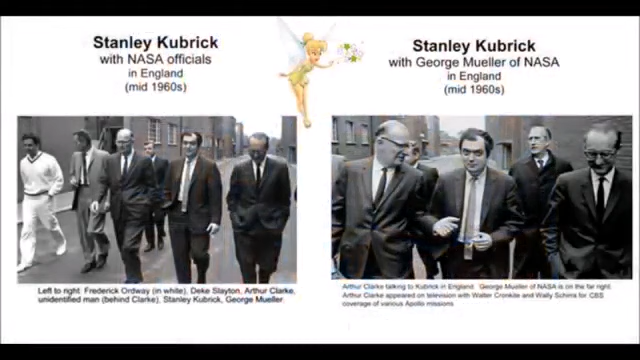 Stanley Kubrick
with NASA officials
in England
(mid 1960s)
Left to right: Frederick Ordway (in white), Deke Slayton, Arthur Clarke,
unidentified man (behind Clarke), Stanley Kubrick, George Mueller.
Stanley Kubrick
with George Mueller of NASA
in England
(mid 1960s)
Arthur Clarke talking to Kubrick in England. George Mueller of NASA is on the far right.
Arthur Clarke appeared on television with Walter Cronkite and Wally Schirra for CBS
coverage of various Apollo missions